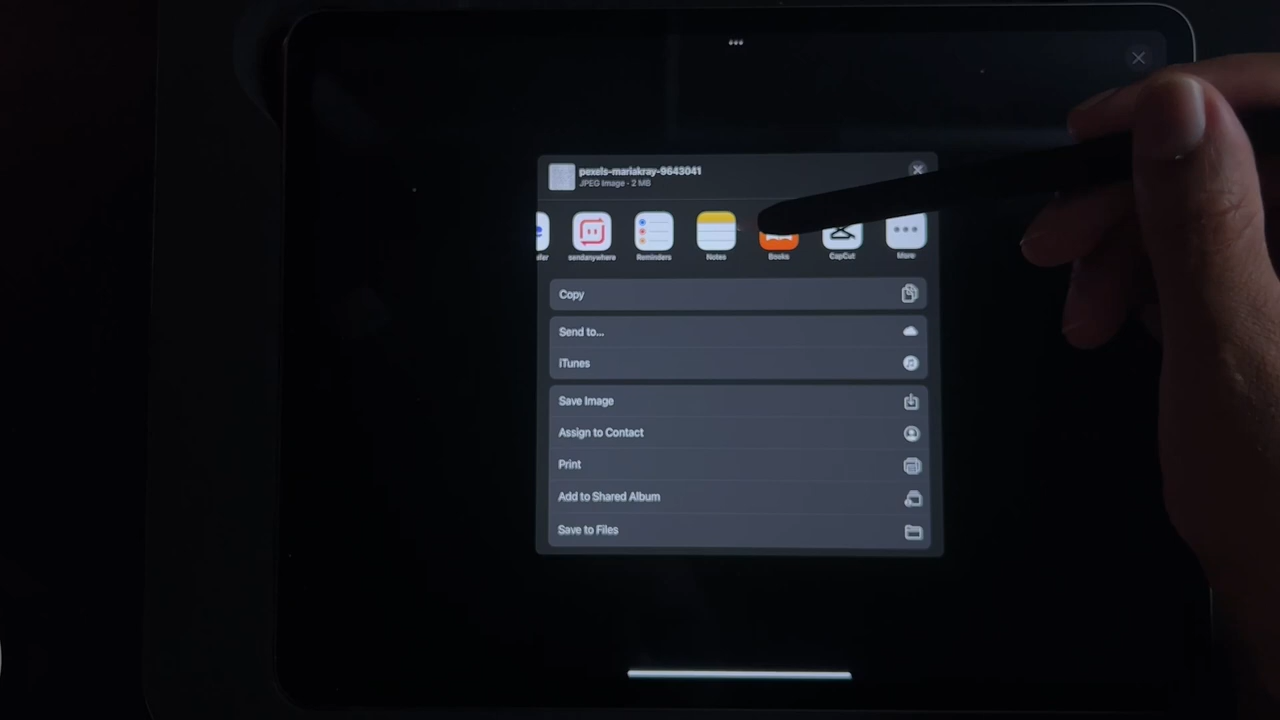 pexels-mariakray-9643041
JPEG Image · 2 MB
sendanywhere
Reminders
Notes
Books
CapCut
More
Copy
Send to...
iTunes
Save Image
Assign to Contact
Print
Add to Shared Album
Save to Files